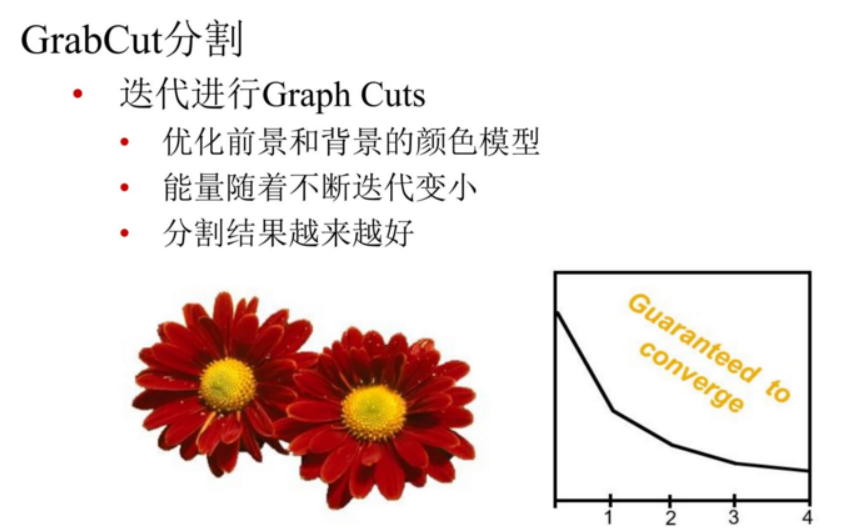 GrabCut分割
• 迭代进行Graph Cuts
• 优化前景和背景的颜色模型
• 能量随着不断迭代变小
• 分割结果越来越好
Guaranteed to
converge
1 2 3 4